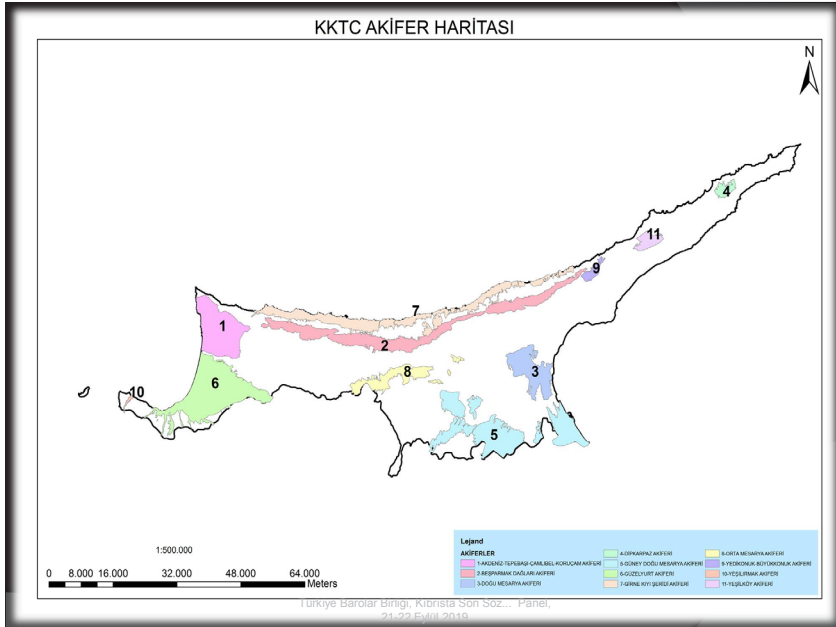 KKTC AKİFER HARİTASI
N
4
11
9
7
1
2
3
8
6
10
5
1:500.000
0 8.000 16.000 32.000 48.000 64.000
Meters
Lejand
AKİFERLER
1-AKDENİZ-TEPEBAŞI-ÇAMLIBEL-KORUÇAM AKİFERİ
2-BEŞPARMAK DAĞLARI AKİFERİ
3-DOĞU MESARYA AKİFERİ
4-DİPKARPAZ AKİFERİ
5-GÜNEY DOĞU MESARYA AKİFERİ
6-GÜZELYURT AKİFERİ
7-GİRNE KIYI ŞERİDİ AKİFERİ
8-ORTA MESARYA AKİFERİ
9-YEDİKONUK-BÜYÜKKONUK AKİFERİ
10-YEŞİLIRMAK AKİFERİ
11-YEŞİLKÖY AKİFERİ
Türkiye Barolar Birliği, Kıbrısta Son Söz... Panel,
21-22 Eylül 2019